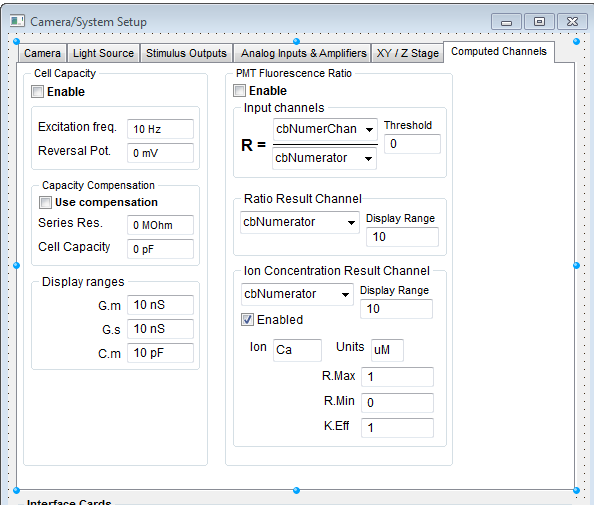 Camera/System Setup
Camera Light Source Stimulus Outputs Analog Inputs & Amplifiers XY / Z Stage Computed Channels
Cell Capacity
Enable
Excitation freq. 10 Hz
Reversal Pot. 0 mV
Capacity Compensation
Use compensation
Series Res. 0 MOhm
Cell Capacity 0 pF
Display ranges
G.m 10 nS
G.s 10 nS
C.m 10 pF
PMT Fluorescence Ratio
Enable
Input channels
R = cbNumerChan
cbNumerator
Threshold
0
Ratio Result Channel
cbNumerator
Display Range
10
Ion Concentration Result Channel
cbNumerator
Display Range
10
Enabled
Ion Ca Units uM
R.Max 1
R.Min 0
K.Eff 1
Interface Cards